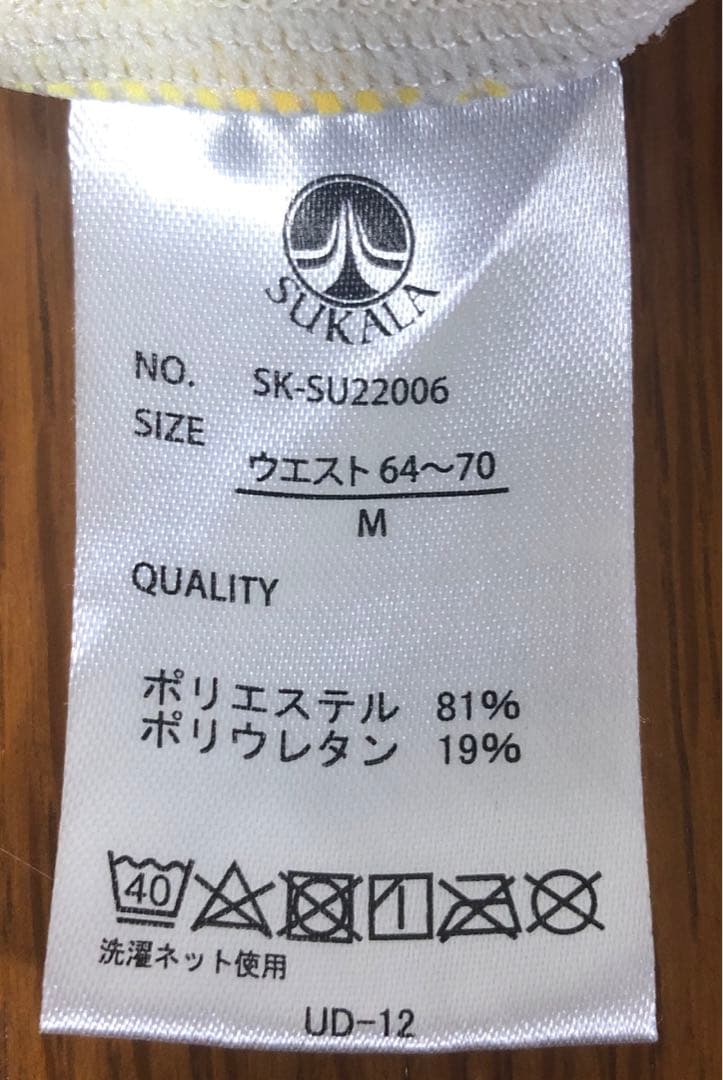 SUKALA
NO. SK-SU22006
SIZE
ウエスト 64～70
M
QUALITY
ポリエステル 81%
ポリウレタン 19%
40
洗濯ネット使用
UD-12